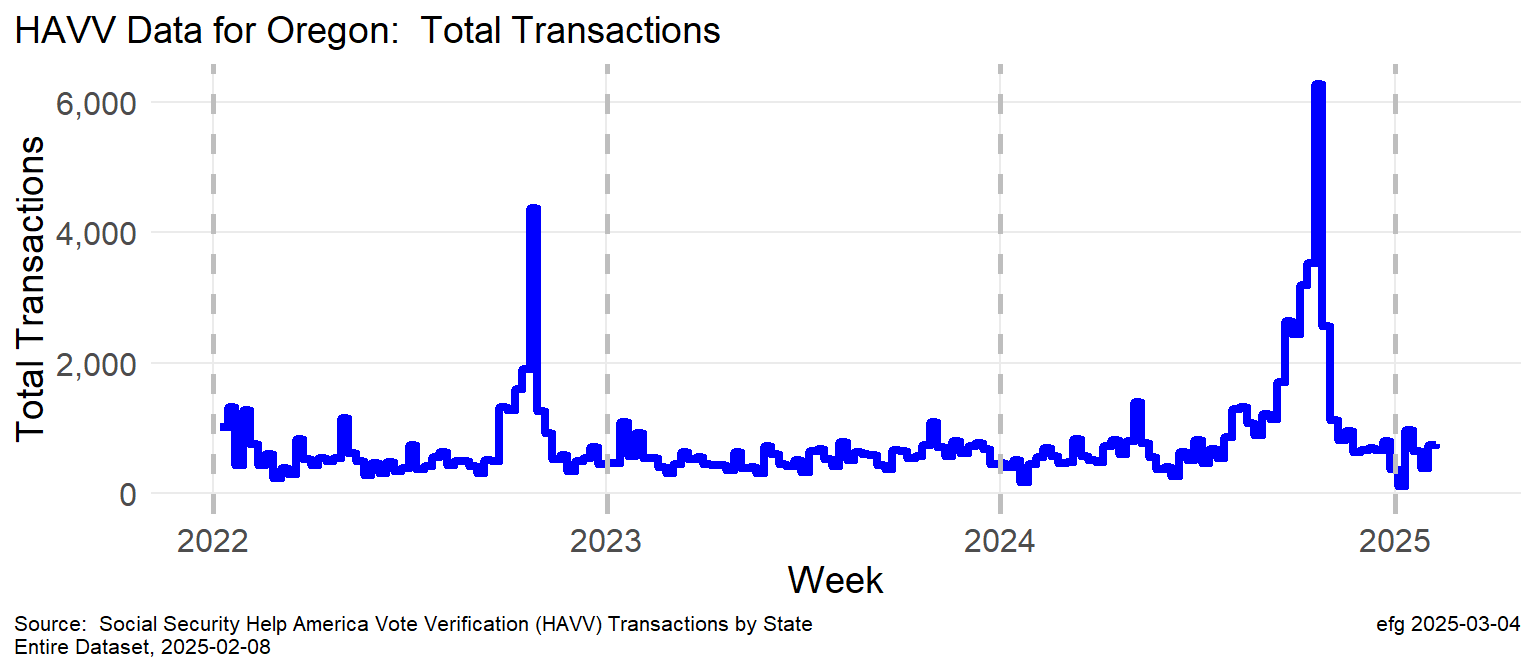 HAVV Data for Oregon:  Total Transactions
Total Transactions
6,000
4,000
2,000
0
2022 2023 2024 2025
Week
Source:  Social Security Help America Vote Verification (HAVV) Transactions by State
Entire Dataset, 2025-02-08
efg 2025-03-04